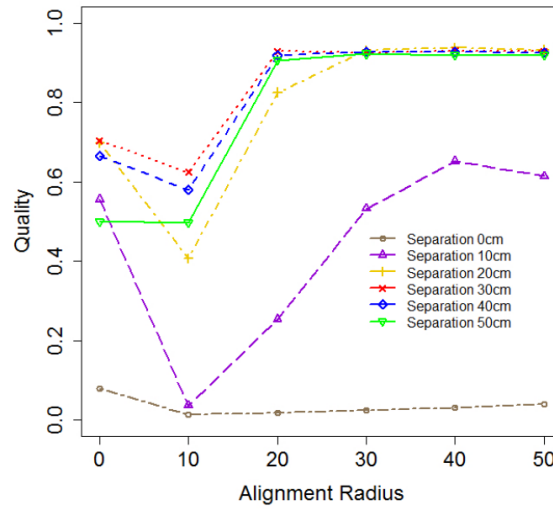 1.0
0.8
0.6
0.4
0.2
0.0
Quality
Separation 0cm
Separation 10cm
Separation 20cm
Separation 30cm
Separation 40cm
Separation 50cm
0 10 20 30 40 50
Alignment Radius